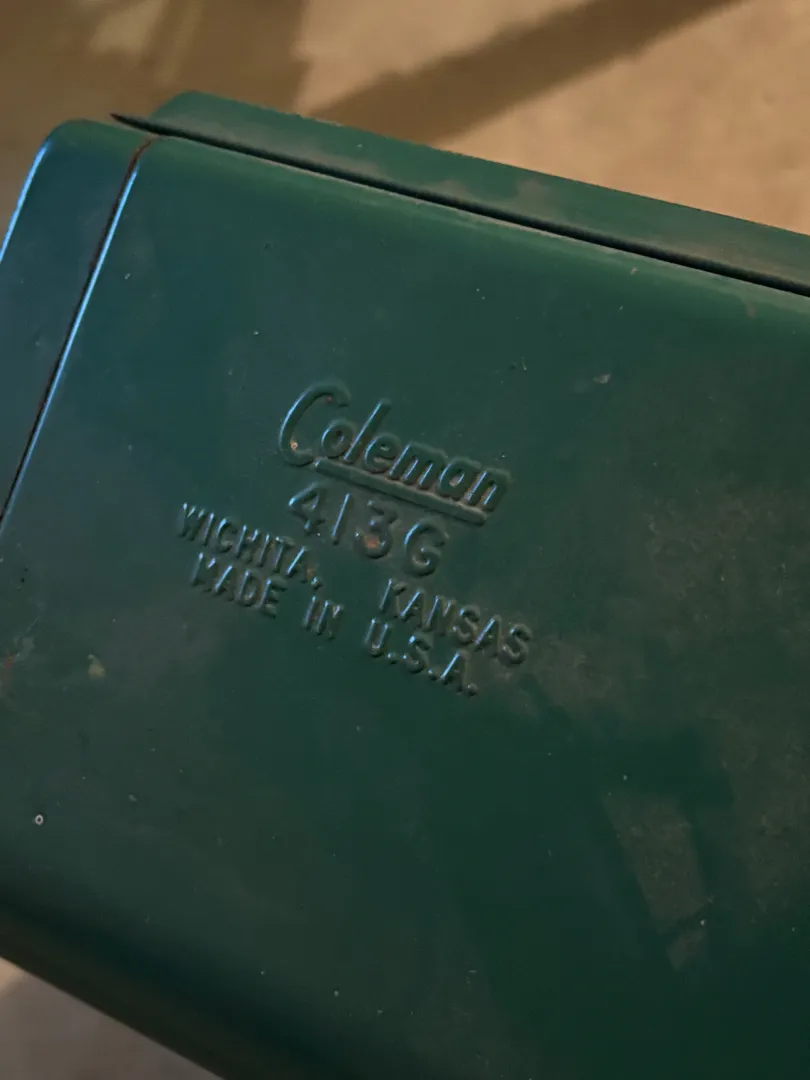 Coleman
413G
WICHITA, KANSAS
MADE IN U.S.A.